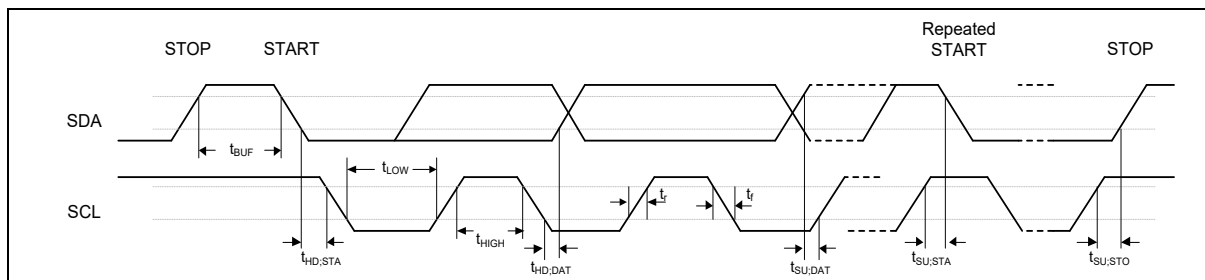 STOP
START
Repeated
START
STOP
SDA
tBUF
tLOW
SCL
tr
tf
tHD;STA
tHIGH
tHD;DAT
tSU;DAT
tSU;STA
tSU;STO